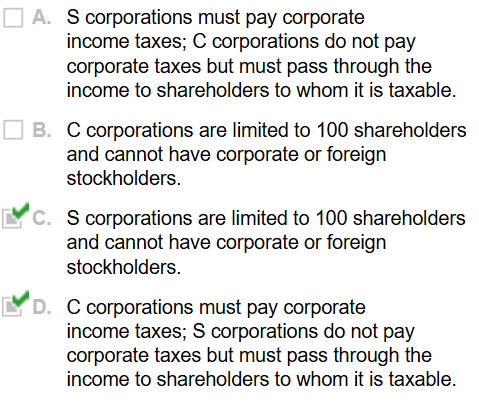 A. S corporations must pay corporate
income taxes; C corporations do not pay
corporate taxes but must pass through the
income to shareholders to whom it is taxable.
B. C corporations are limited to 100 shareholders
and cannot have corporate or foreign
stockholders.
C. S corporations are limited to 100 shareholders
and cannot have corporate or foreign
stockholders.
D. C corporations must pay corporate
income taxes; S corporations do not pay
corporate taxes but must pass through the
income to shareholders to whom it is taxable.